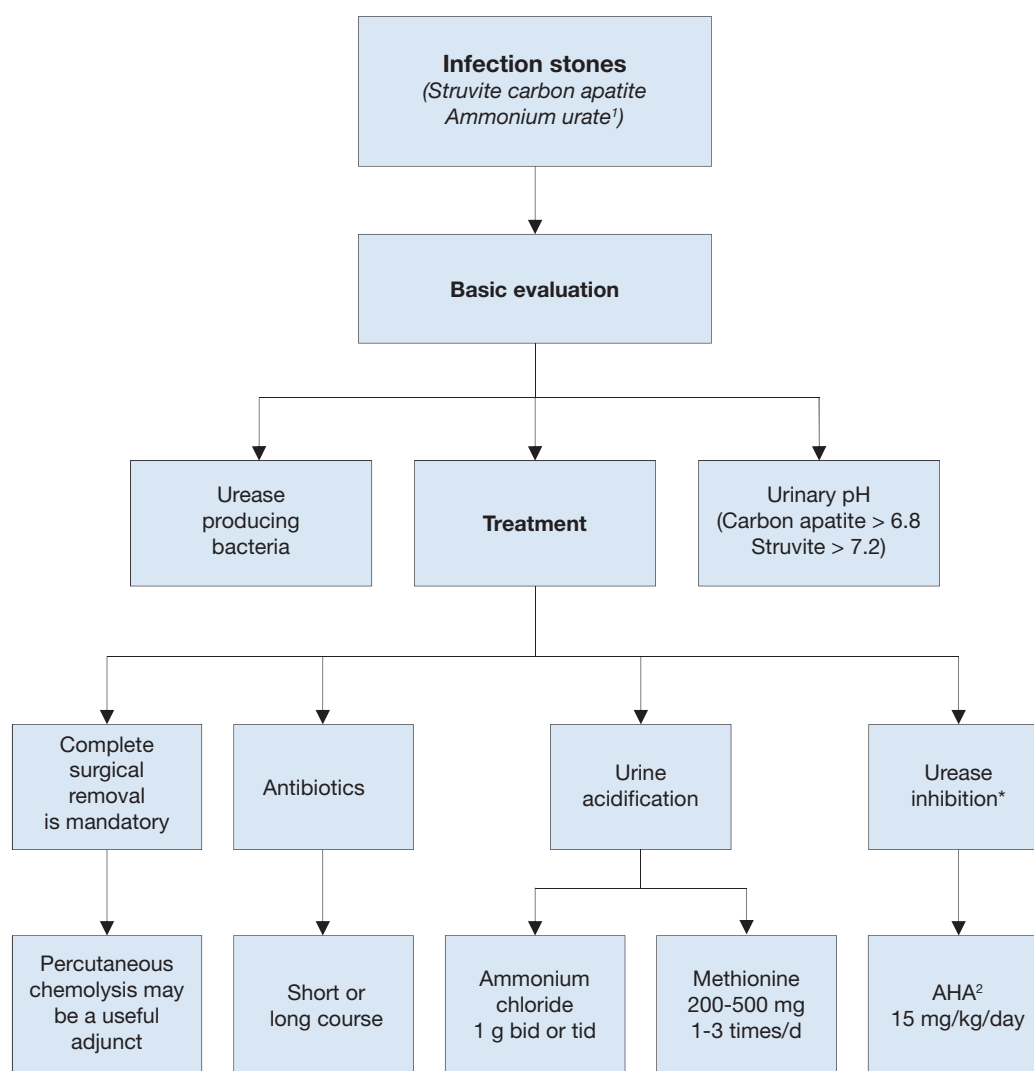 Infection stones
(Struvite carbon apatite
Ammonium urate¹)
Basic evaluation
Urease
producing
bacteria
Treatment
Urinary pH
(Carbon apatite > 6.8
Struvite > 7.2)
Complete
surgical
removal
is mandatory
Antibiotics
Urine
acidification
Urease
inhibition*
Percutaneous
chemolysis may
be a useful
adjunct
Short or
long course
Ammonium
chloride
1 g bid or tid
Methionine
200-500 mg
1-3 times/d
AHA²
15 mg/kg/day